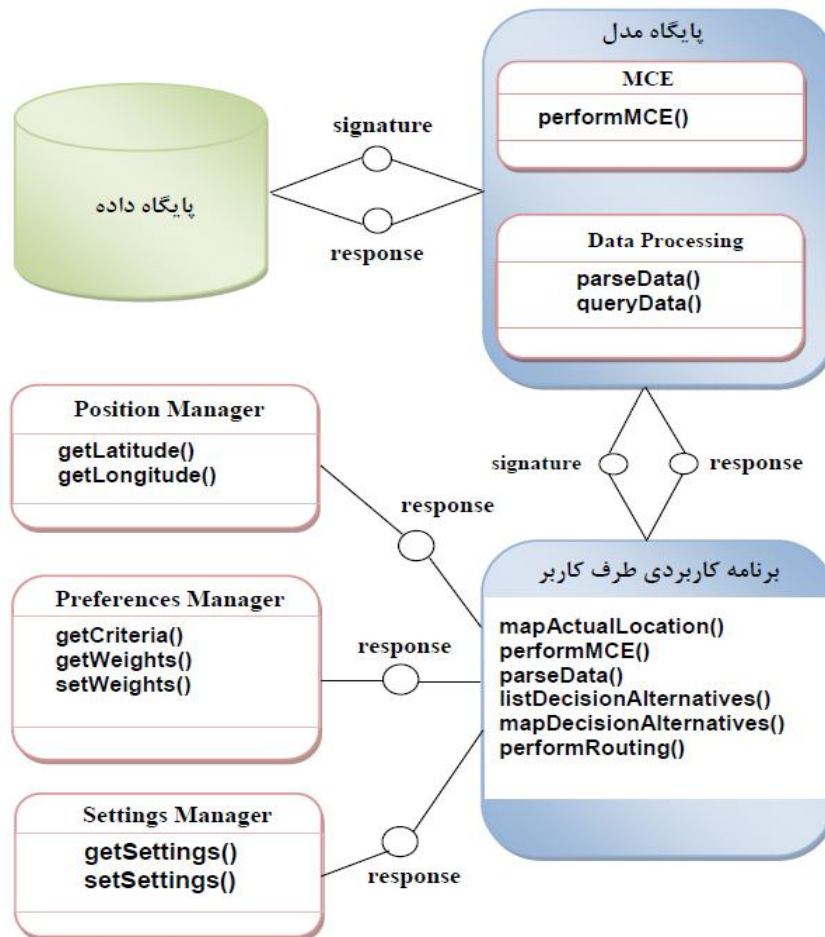 پایگاه مدل
MCE
performMCE()
signature
پایگاه داده
response
Data Processing
parseData()
queryData()
Position Manager
getLatitude()
getLongitude()
signature
response
response
Preferences Manager
getCriteria()
getWeights()
setWeights()
response
برنامه کاربردی طرف کاربر
mapActualLocation()
performMCE()
parseData()
listDecisionAlternatives()
mapDecisionAlternatives()
performRouting()
Settings Manager
getSettings()
setSettings()
response